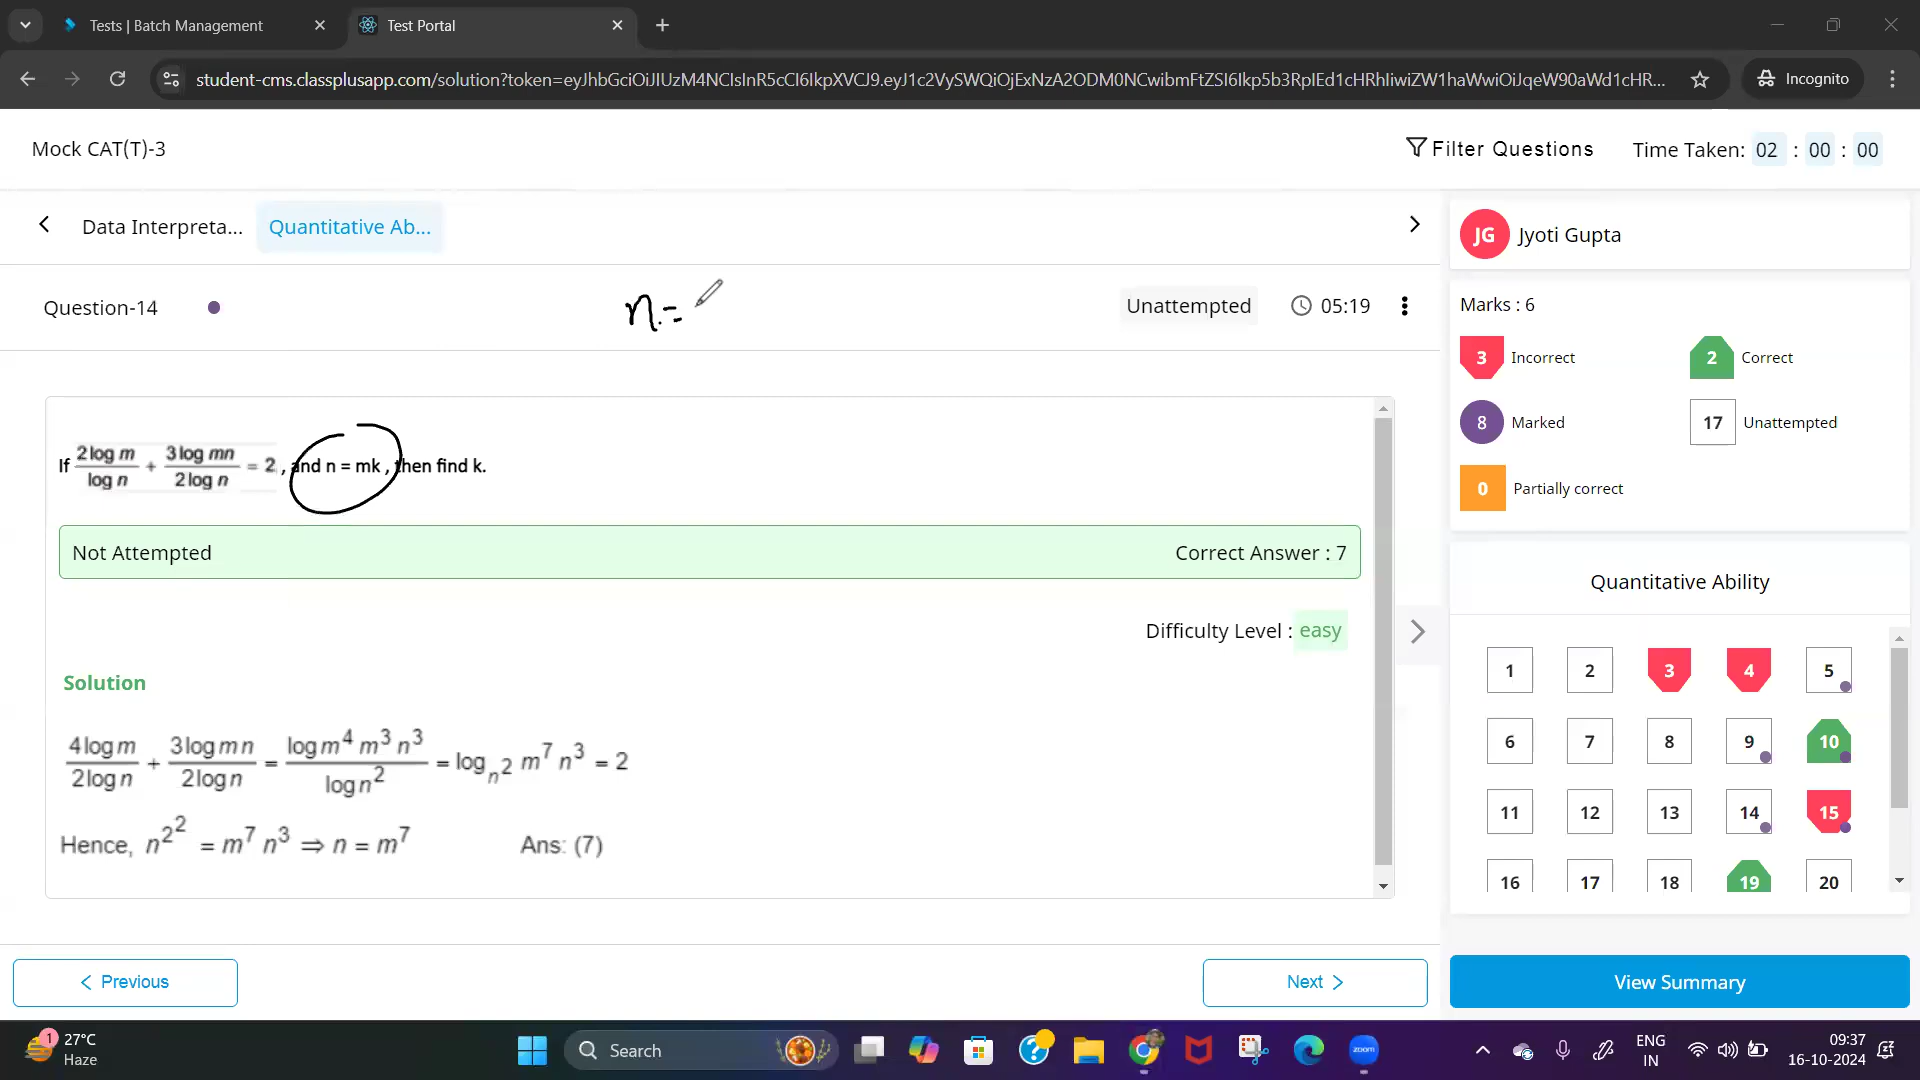 Tests | Batch Management
Test Portal
student-cms.classplusapp.com/solution?token=eyJhbGciOiJIUzM4NCIsInR5cCI6IkpXVCJ9.eyJ1c2VySWQiOjExNzA2ODM0NCwibmFtZSI6Ikp5b3RpIEd1cHRhIiwiZW1haWwiOiJqeW90aWd1cHR...
Incognito
Mock CAT(T)-3
Filter Questions
Time Taken: 02 : 00 : 00
Data Interpreta...
Quantitative Ab...
JG Jyoti Gupta
Question-14
n =
Unattempted
05:19
Marks : 6
3 Incorrect
2 Correct
8 Marked
17 Unattempted
0 Partially correct
If 2 log m / log n + 3 log mn / 2 log n = 2 , and n = mk , then find k.
Not Attempted
Correct Answer : 7
Difficulty Level : easy
Solution
4 log m / 2 log n + 3 log m n / 2 log n = log m⁴ m³ n³ / log n² = log_n² m⁷ n³ = 2
Hence, n²² = m⁷ n³ ⇒ n = m⁷ Ans: (7)
Quantitative Ability
1 2 3 4 5
6 7 8 9 10
11 12 13 14 15
16 17 18 19 20
Previous
Next
View Summary
1
27°C
Haze
Search
zoom
ENG
IN
09:37
16-10-2024